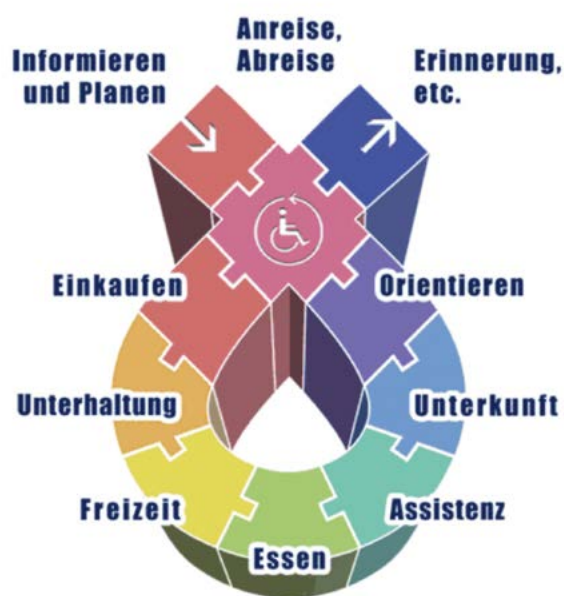 Informieren
und Planen
Anreise,
Abreise
Erinnerung,
etc.
Einkaufen
Orientieren
Unterhaltung
Unterkunft
Freizeit
Assistenz
Essen